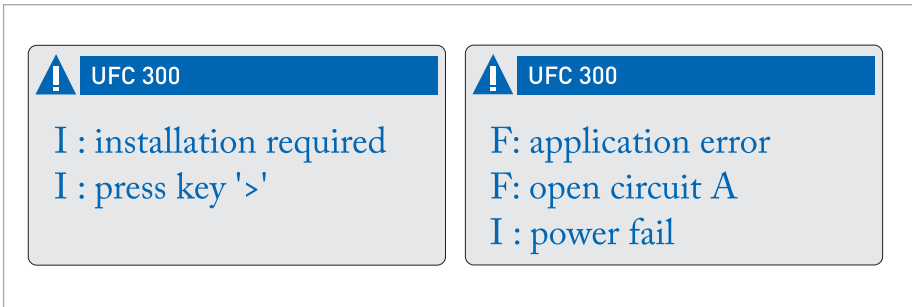 UFC 300
I : installation required
I : press key '>'
UFC 300
F: application error
F: open circuit A
I : power fail